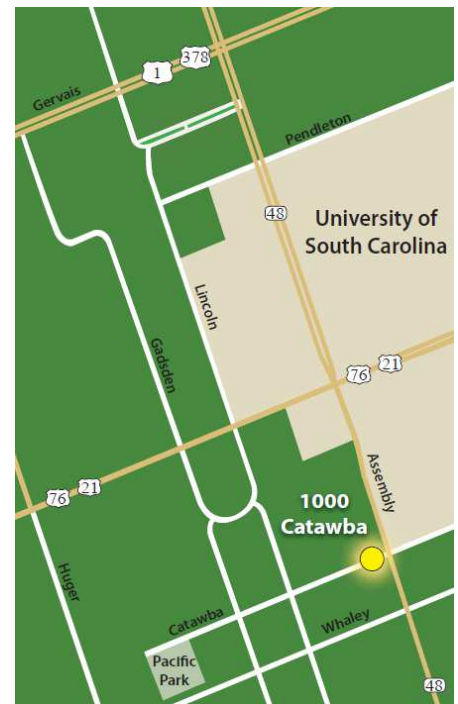 378
1
Gervais
Pendleton
48
University of
South Carolina
Lincoln
Gadsden
21
76
21
76
Assembly
1000
Catawba
Huger
Catawba
Whaley
Pacific
Park
48